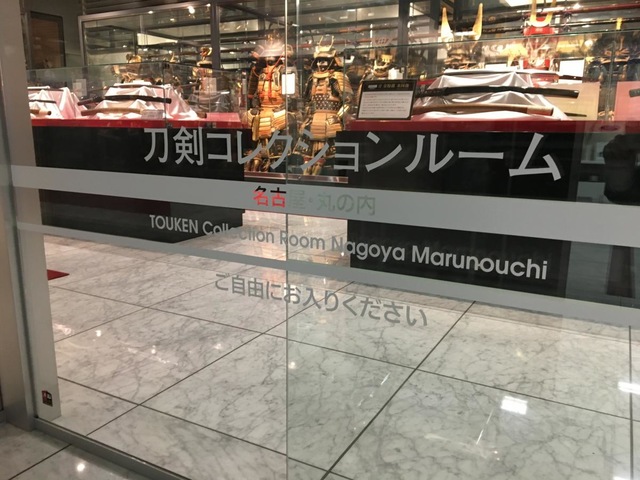 刀剣コレクションルーム
名古屋・丸の内
TOUKEN Collection Room Nagoya Marunouchi
ご自由にお入りください